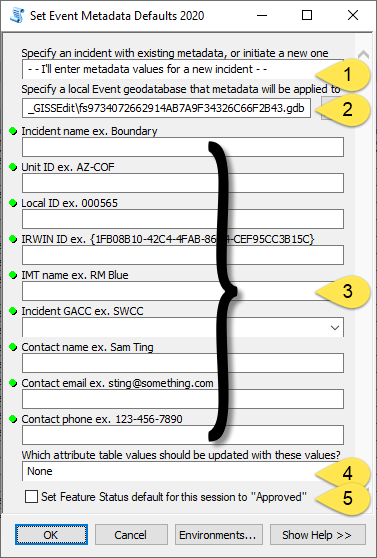 Set Event Metadata Defaults 2020
Specify an incident with existing metadata, or initiate a new one
- - I'll enter metadata values for a new incident - -
1
Specify a local Event geodatabase that metadata will be applied to
_GISSEdit\fs9734072662914AB7A9F34326C66F2B43.gdb
2
Incident name ex. Boundary
Unit ID ex. AZ-COF
Local ID ex. 000565
IRWIN ID ex. {1FB08B10-42C4-4FAB-86 4-CEF95CC3B15C}
IMT name ex. RM Blue
3
Incident GACC ex. SWCC
Contact name ex. Sam Ting
Contact email ex. sting@something.com
Contact phone ex. 123-456-7890
Which attribute table values should be updated with these values?
None
4
Set Feature Status default for this session to "Approved"
5
OK Cancel Environments... Show Help >>